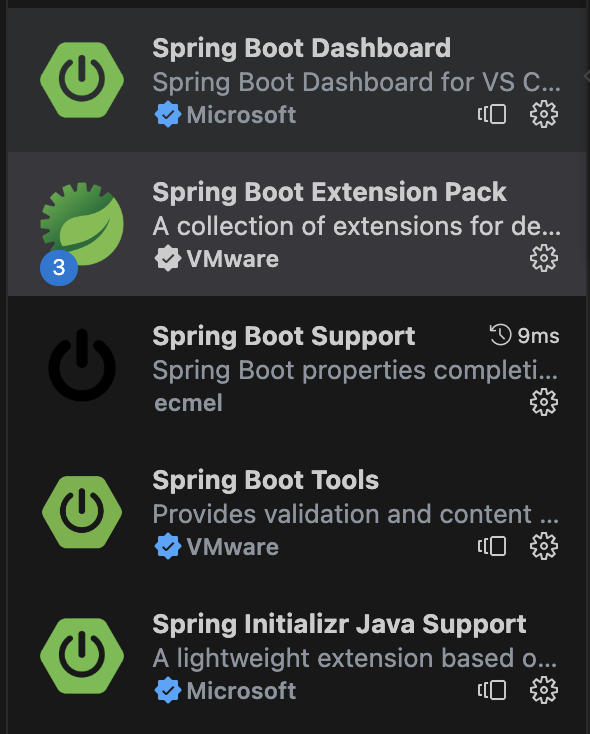 Spring Boot Dashboard
Spring Boot Dashboard for VS C...
Microsoft
Spring Boot Extension Pack
A collection of extensions for de...
3
VMware
Spring Boot Support 9ms
Spring Boot properties completi...
ecmel
Spring Boot Tools
Provides validation and content ...
VMware
Spring Initializr Java Support
A lightweight extension based o...
Microsoft